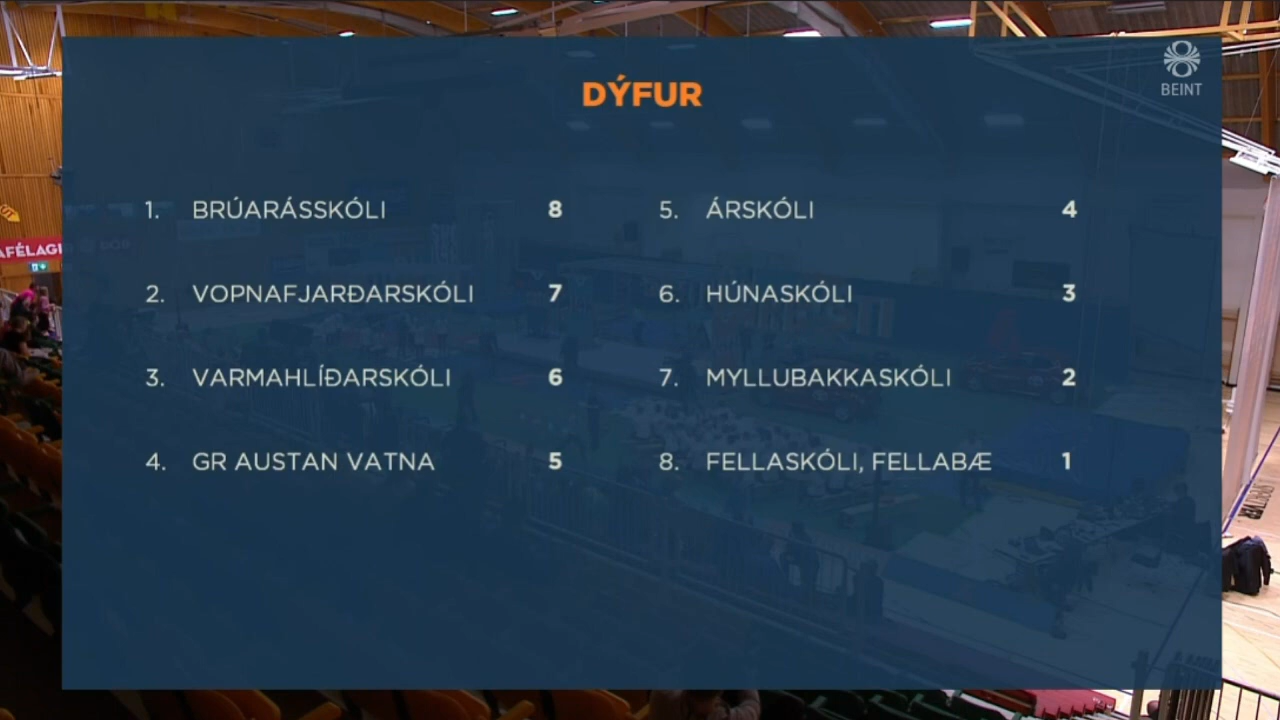 BEINT
DÝFUR
1. BRÚARÁSSKÓLI 8
2. VOPNAFJARÐARSKÓLI 7
3. VARMAHLÍÐARSKÓLI 6
4. GR AUSTAN VATNA 5
5. ÁRSKÓLI 4
6. HÚNASKÓLI 3
7. MYLLUBAKKASKÓLI 2
8. FELLASKÓLI, FELLABÆ 1